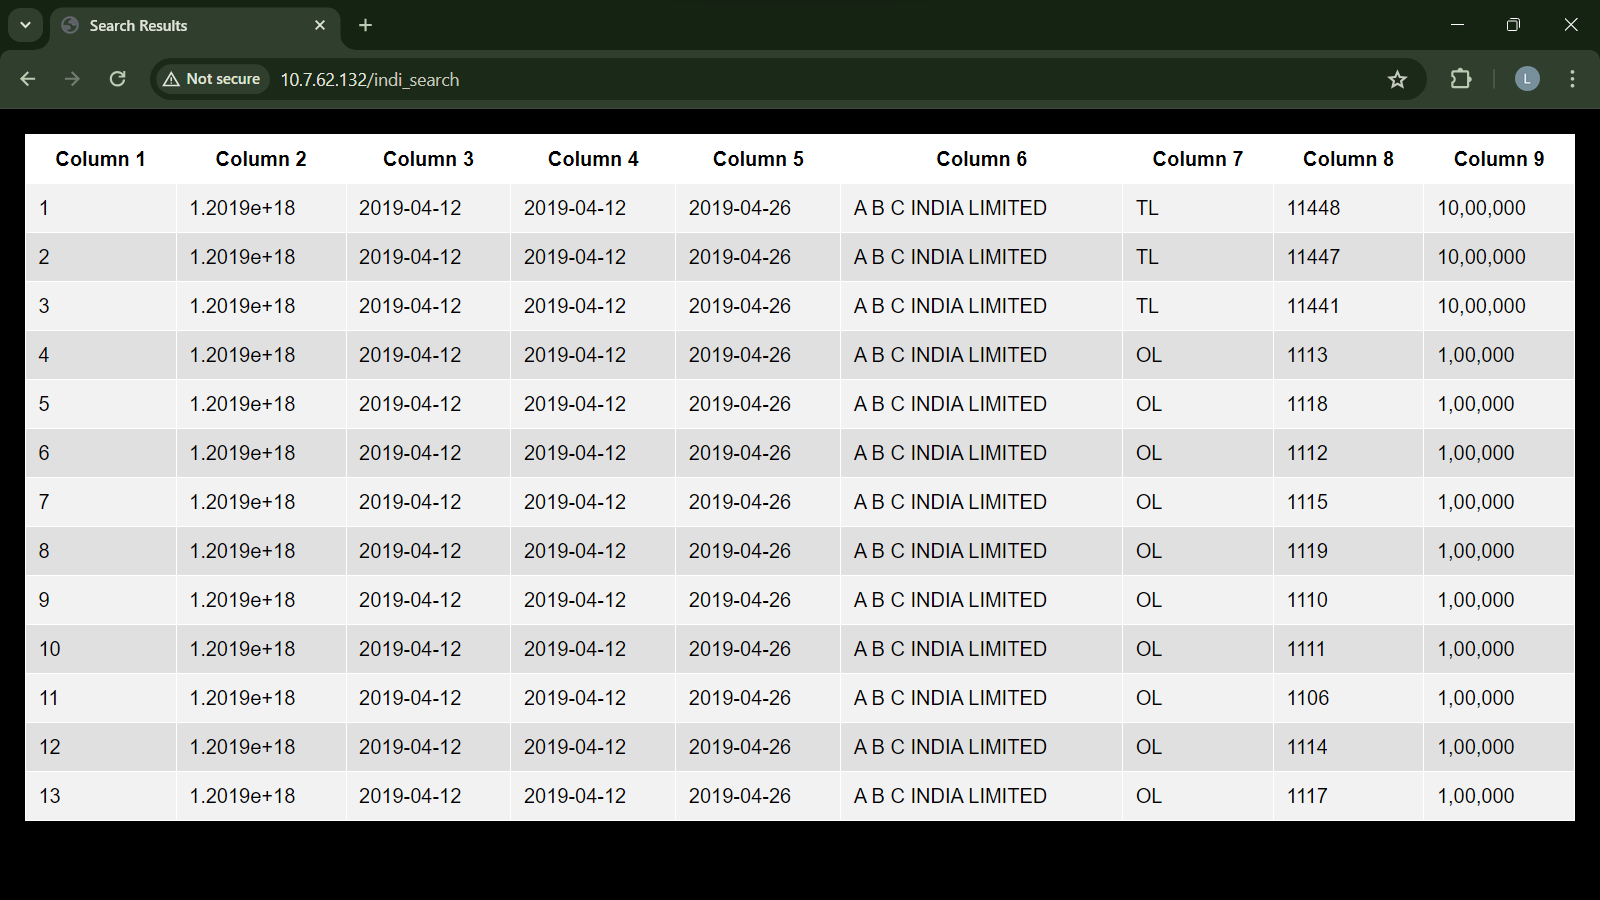 Search Results
Not secure 10.7.62.132/indi_search L
Column 1 Column 2 Column 3 Column 4 Column 5 Column 6 Column 7 Column 8 Column 9
1 1.2019e+18 2019-04-12 2019-04-12 2019-04-26 A B C INDIA LIMITED TL 11448 10,00,000
2 1.2019e+18 2019-04-12 2019-04-12 2019-04-26 A B C INDIA LIMITED TL 11447 10,00,000
3 1.2019e+18 2019-04-12 2019-04-12 2019-04-26 A B C INDIA LIMITED TL 11441 10,00,000
4 1.2019e+18 2019-04-12 2019-04-12 2019-04-26 A B C INDIA LIMITED OL 1113 1,00,000
5 1.2019e+18 2019-04-12 2019-04-12 2019-04-26 A B C INDIA LIMITED OL 1118 1,00,000
6 1.2019e+18 2019-04-12 2019-04-12 2019-04-26 A B C INDIA LIMITED OL 1112 1,00,000
7 1.2019e+18 2019-04-12 2019-04-12 2019-04-26 A B C INDIA LIMITED OL 1115 1,00,000
8 1.2019e+18 2019-04-12 2019-04-12 2019-04-26 A B C INDIA LIMITED OL 1119 1,00,000
9 1.2019e+18 2019-04-12 2019-04-12 2019-04-26 A B C INDIA LIMITED OL 1110 1,00,000
10 1.2019e+18 2019-04-12 2019-04-12 2019-04-26 A B C INDIA LIMITED OL 1111 1,00,000
11 1.2019e+18 2019-04-12 2019-04-12 2019-04-26 A B C INDIA LIMITED OL 1106 1,00,000
12 1.2019e+18 2019-04-12 2019-04-12 2019-04-26 A B C INDIA LIMITED OL 1114 1,00,000
13 1.2019e+18 2019-04-12 2019-04-12 2019-04-26 A B C INDIA LIMITED OL 1117 1,00,000